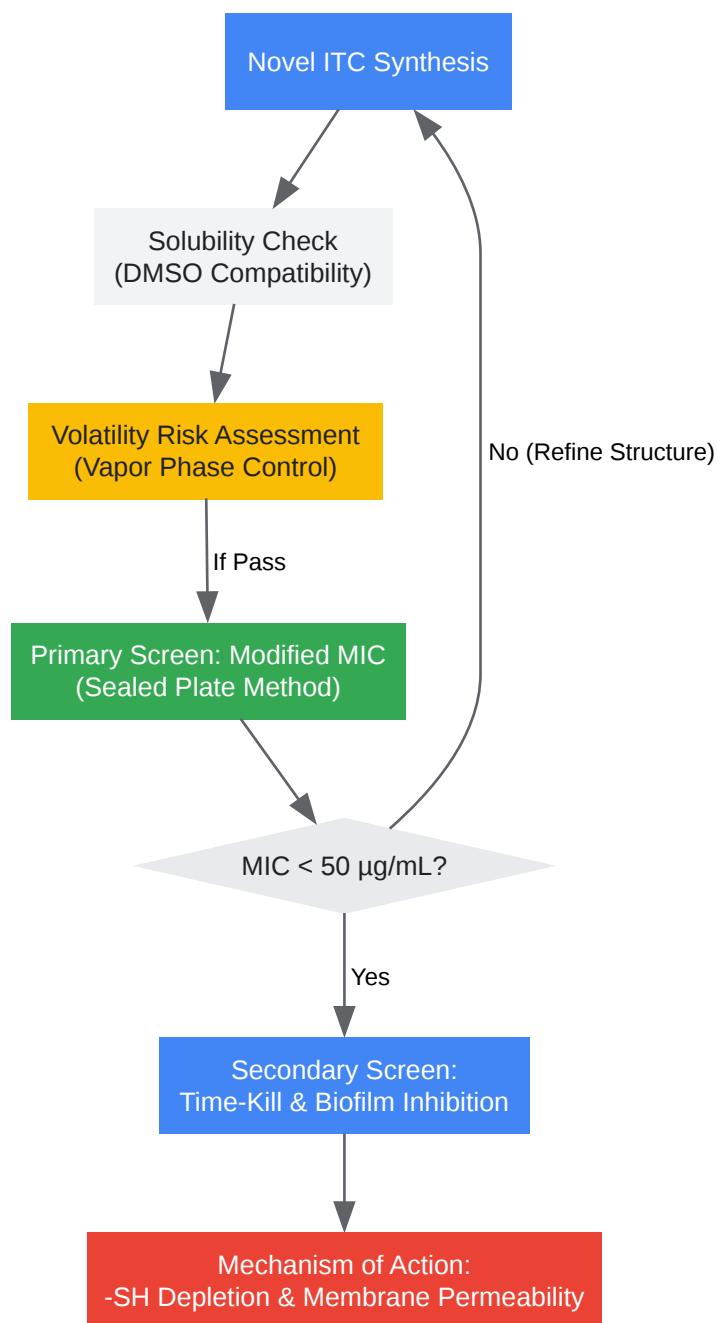 Novel ITC Synthesis
Solubility Check
(DMSO Compatibility)
Volatility Risk Assessment
(Vapor Phase Control)
No (Refine Structure)
If Pass
Primary Screen: Modified MIC
(Sealed Plate Method)
MIC < 50 µg/mL?
Yes
Secondary Screen:
Time-Kill & Biofilm Inhibition
Mechanism of Action:
-SH Depletion & Membrane Permeability